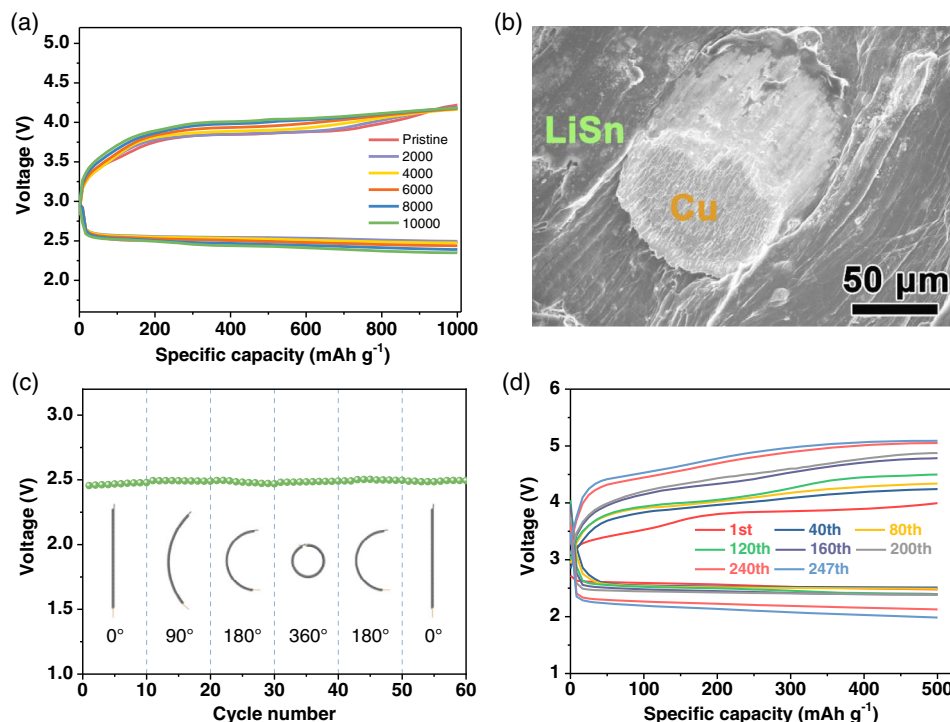 (a)
5.0
4.5
4.0
3.5
3.0
2.5
2.0
Voltage (V)
Pristine
2000
4000
6000
8000
10000
0 200 400 600 800 1000
Specific capacity (mAh g⁻¹)
(b)
LiSn
Cu
50 µm
(c)
3.0
2.5
2.0
1.5
1.0
Voltage (V)
0° 90° 180° 360° 180° 0°
0 10 20 30 40 50 60
Cycle number
(d)
6
5
4
3
2
1
Voltage (V)
1st 40th 80th
120th 160th 200th
240th 247th
0 100 200 300 400 500
Specific capacity (mAh g⁻¹)